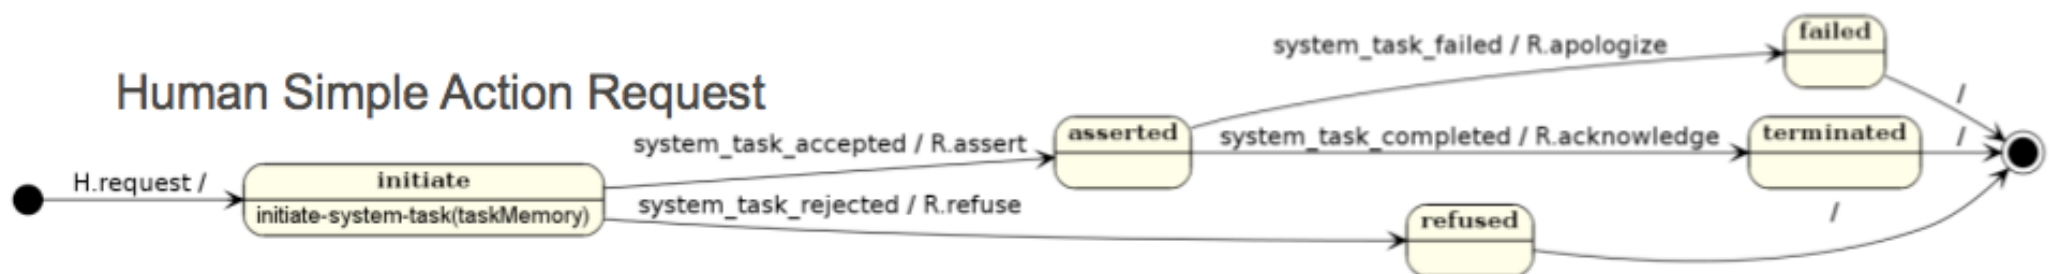 Human Simple Action Request
H.request /
initiate
initiate-system-task(taskMemory)
system_task_accepted / R.assert
system_task_rejected / R.refuse
asserted
system_task_failed / R.apologize
system_task_completed / R.acknowledge
refused
failed
terminated
/
/
/